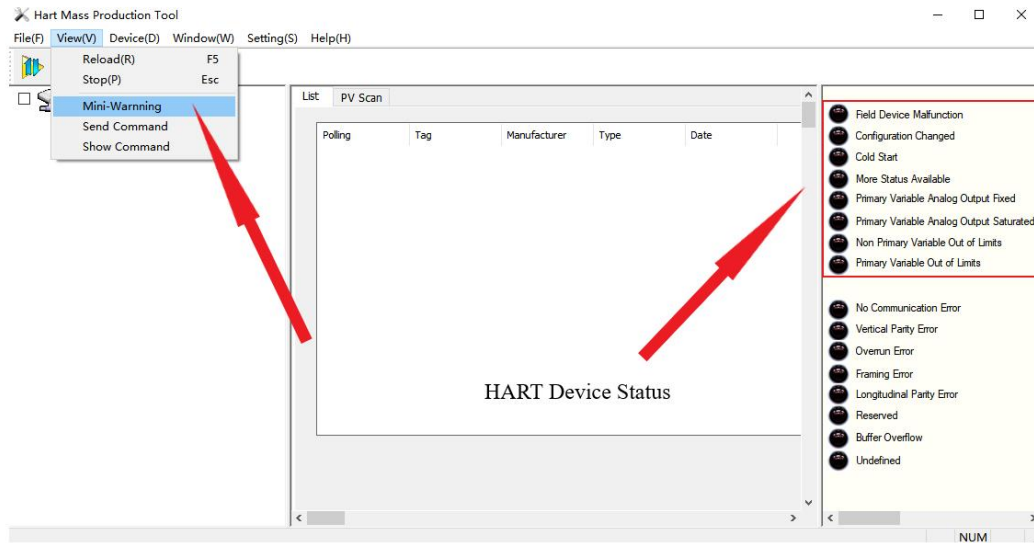 Hart Mass Production Tool
File(F) View(V) Device(D) Window(W) Setting(S) Help(H)
Reload(R) F5
Stop(P) Esc
Mini-Warnning
Send Command
Show Command
List PV Scan
Polling Tag Manufacturer Type Date
HART Device Status
Field Device Malfunction
Configuration Changed
Cold Start
More Status Available
Primary Variable Analog Output Fixed
Primary Variable Analog Output Saturated
Non Primary Variable Out of Limits
Primary Variable Out of Limits
No Communication Error
Vertical Parity Error
Overrun Error
Framing Error
Longitudinal Parity Error
Reserved
Buffer Overflow
Undefined
NUM